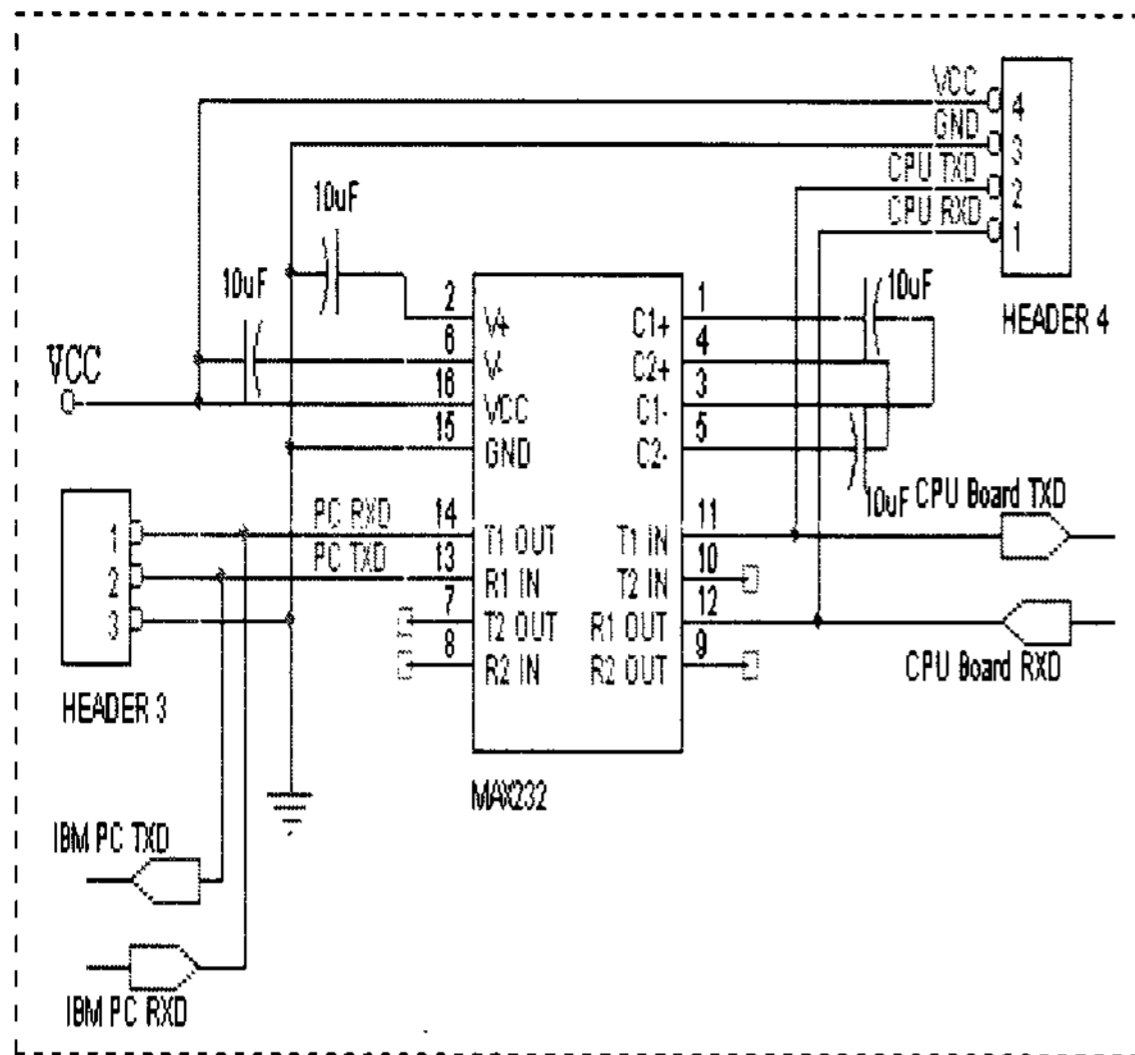 VCC
4
GND
3
CPU TXD
2
CPU RXD
1
HEADER 4
10uF
10uF
10uF
10uF
VCC
2
V+
6
V-
16
VCC
15
GND
14
T1 OUT
13
R1 IN
7
T2 OUT
8
R2 IN
1
C1+
4
C2+
3
C1-
5
C2-
11
T1 IN
10
T2 IN
12
R1 OUT
9
R2 OUT
MAX232
PC RXD
PC TXD
1
2
3
HEADER 3
CPU Board TXD
CPU Board RXD
IBM PC TXD
IBM PC RXD